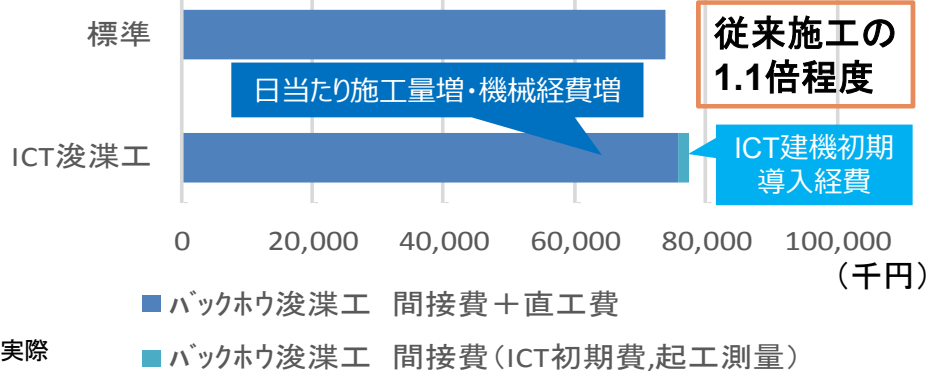 標準
従来施工の
1.1倍程度
日当たり施工量増・機械経費増
ICT浚渫工
ICT建機初期
導入経費
0 20,000 40,000 60,000 80,000 100,000
（千円）
バックホウ浚渫工 間接費＋直工費
実際
バックホウ浚渫工 間接費（ICT初期費,起工測量）